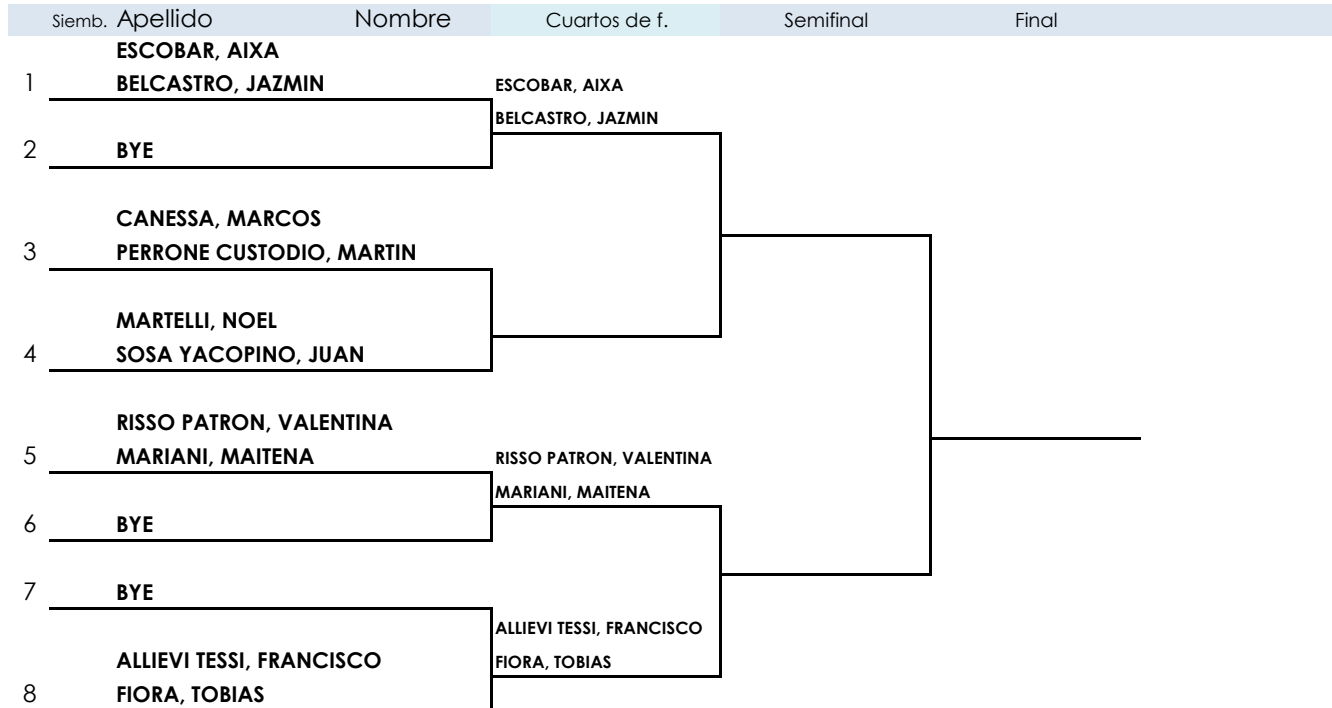 Siemb. Apellido Nombre Cuartos de f. Semifinal Final
ESCOBAR, AIXA
1 BELCASTRO, JAZMIN ESCOBAR, AIXA
BELCASTRO, JAZMIN
2 BYE
CANESSA, MARCOS
3 PERRONE CUSTODIO, MARTIN
MARTELLI, NOEL
4 SOSA YACOPINO, JUAN
RISSO PATRON, VALENTINA
5 MARIANI, MAITENA RISSO PATRON, VALENTINA
MARIANI, MAITENA
6 BYE
7 BYE
ALLIEVI TESSI, FRANCISCO
ALLIEVI TESSI, FRANCISCO FIORA, TOBIAS
8 FIORA, TOBIAS